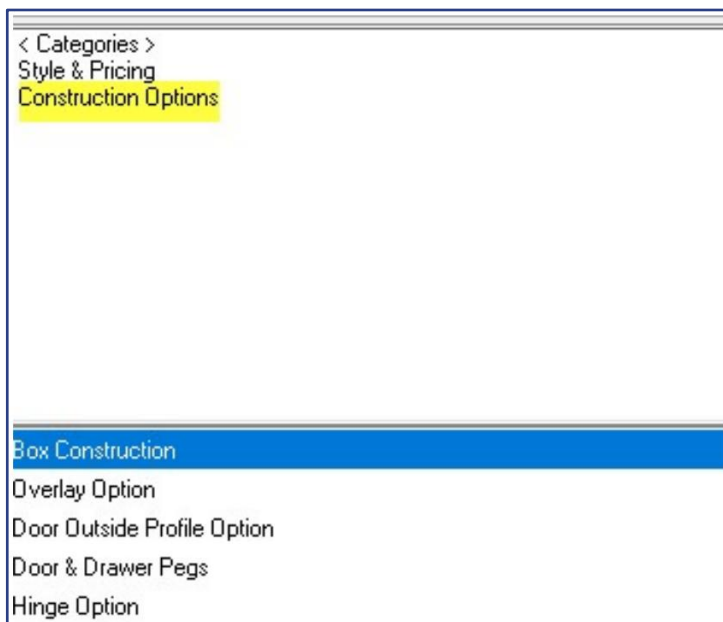 < Categories >
Style & Pricing
Construction Options
Box Construction
Overlay Option
Door Outside Profile Option
Door & Drawer Pegs
Hinge Option